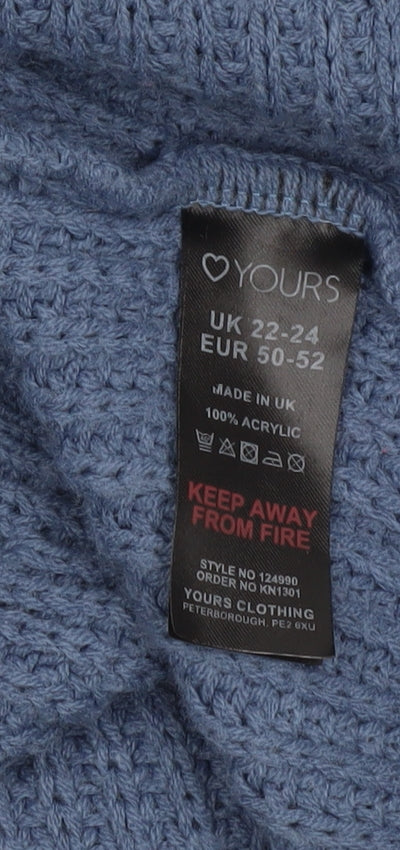 YOURS
UK 22-24
EUR 50-52
MADE IN UK
100% ACRYLIC
KEEP AWAY
FROM FIRE
STYLE NO 124990
ORDER NO KN1301
YOURS CLOTHING
PETERBOROUGH, PE2 6XU